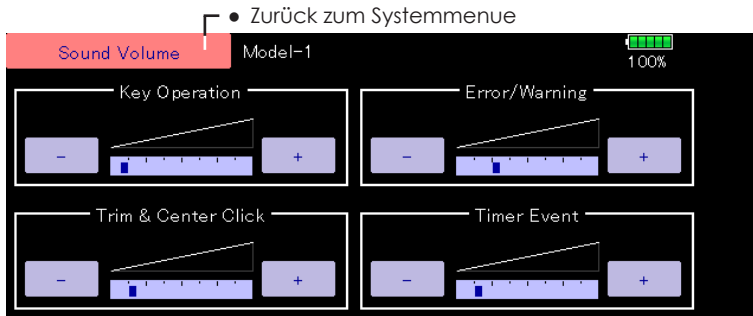 ● Zurück zum Systemmenue
Sound Volume Model-1
100%
Key Operation Error/Warning
- + - +
Trim & Center Click Timer Event
- + - +